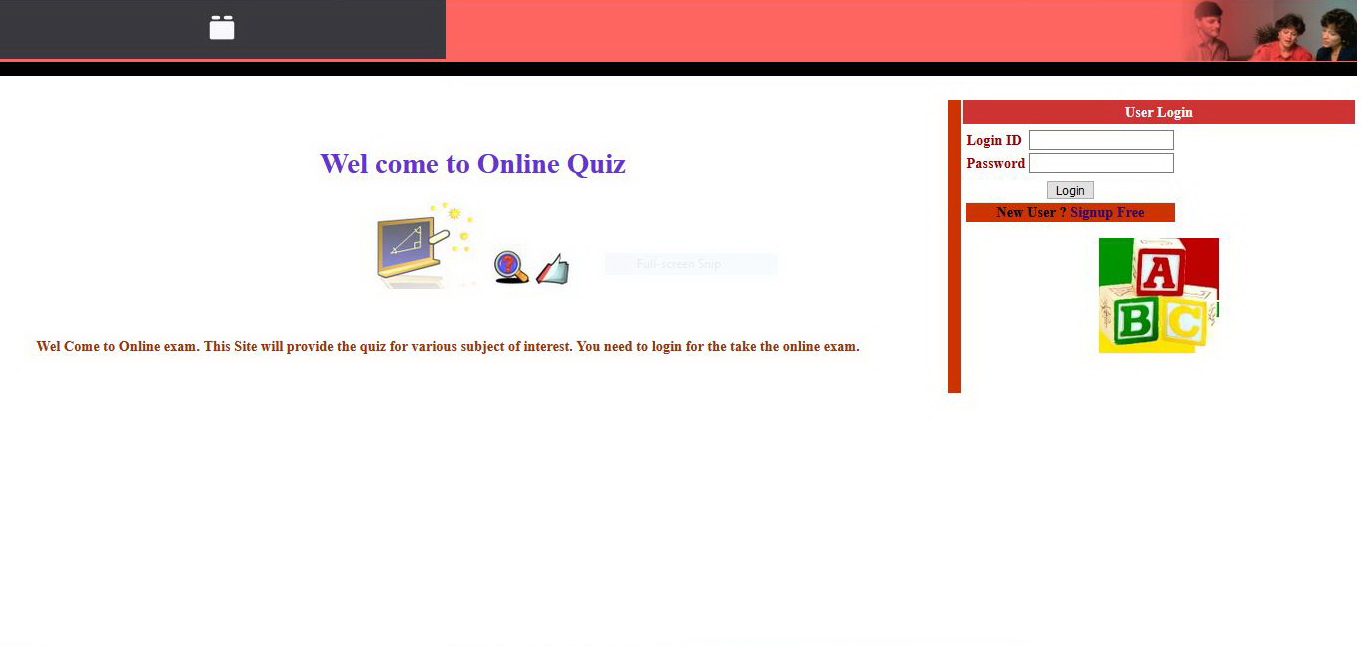 User Login
Login ID
Password
Login
New User ? Signup Free
Wel come to Online Quiz
?
Full-screen Snip
A
B C
Wel Come to Online exam. This Site will provide the quiz for various subject of interest. You need to login for the take the online exam.